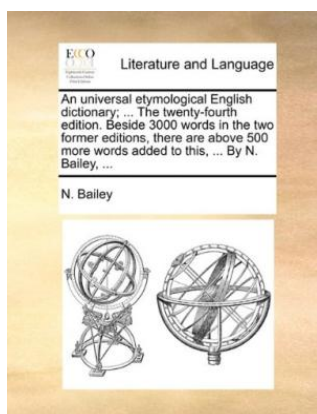 ECCO
Literature and Language
An universal etymological English
dictionary; ... The twenty-fourth
edition. Beside 3000 words in the two
former editions, there are above 500
more words added to this, ... By N.
Bailey, ...
N. Bailey